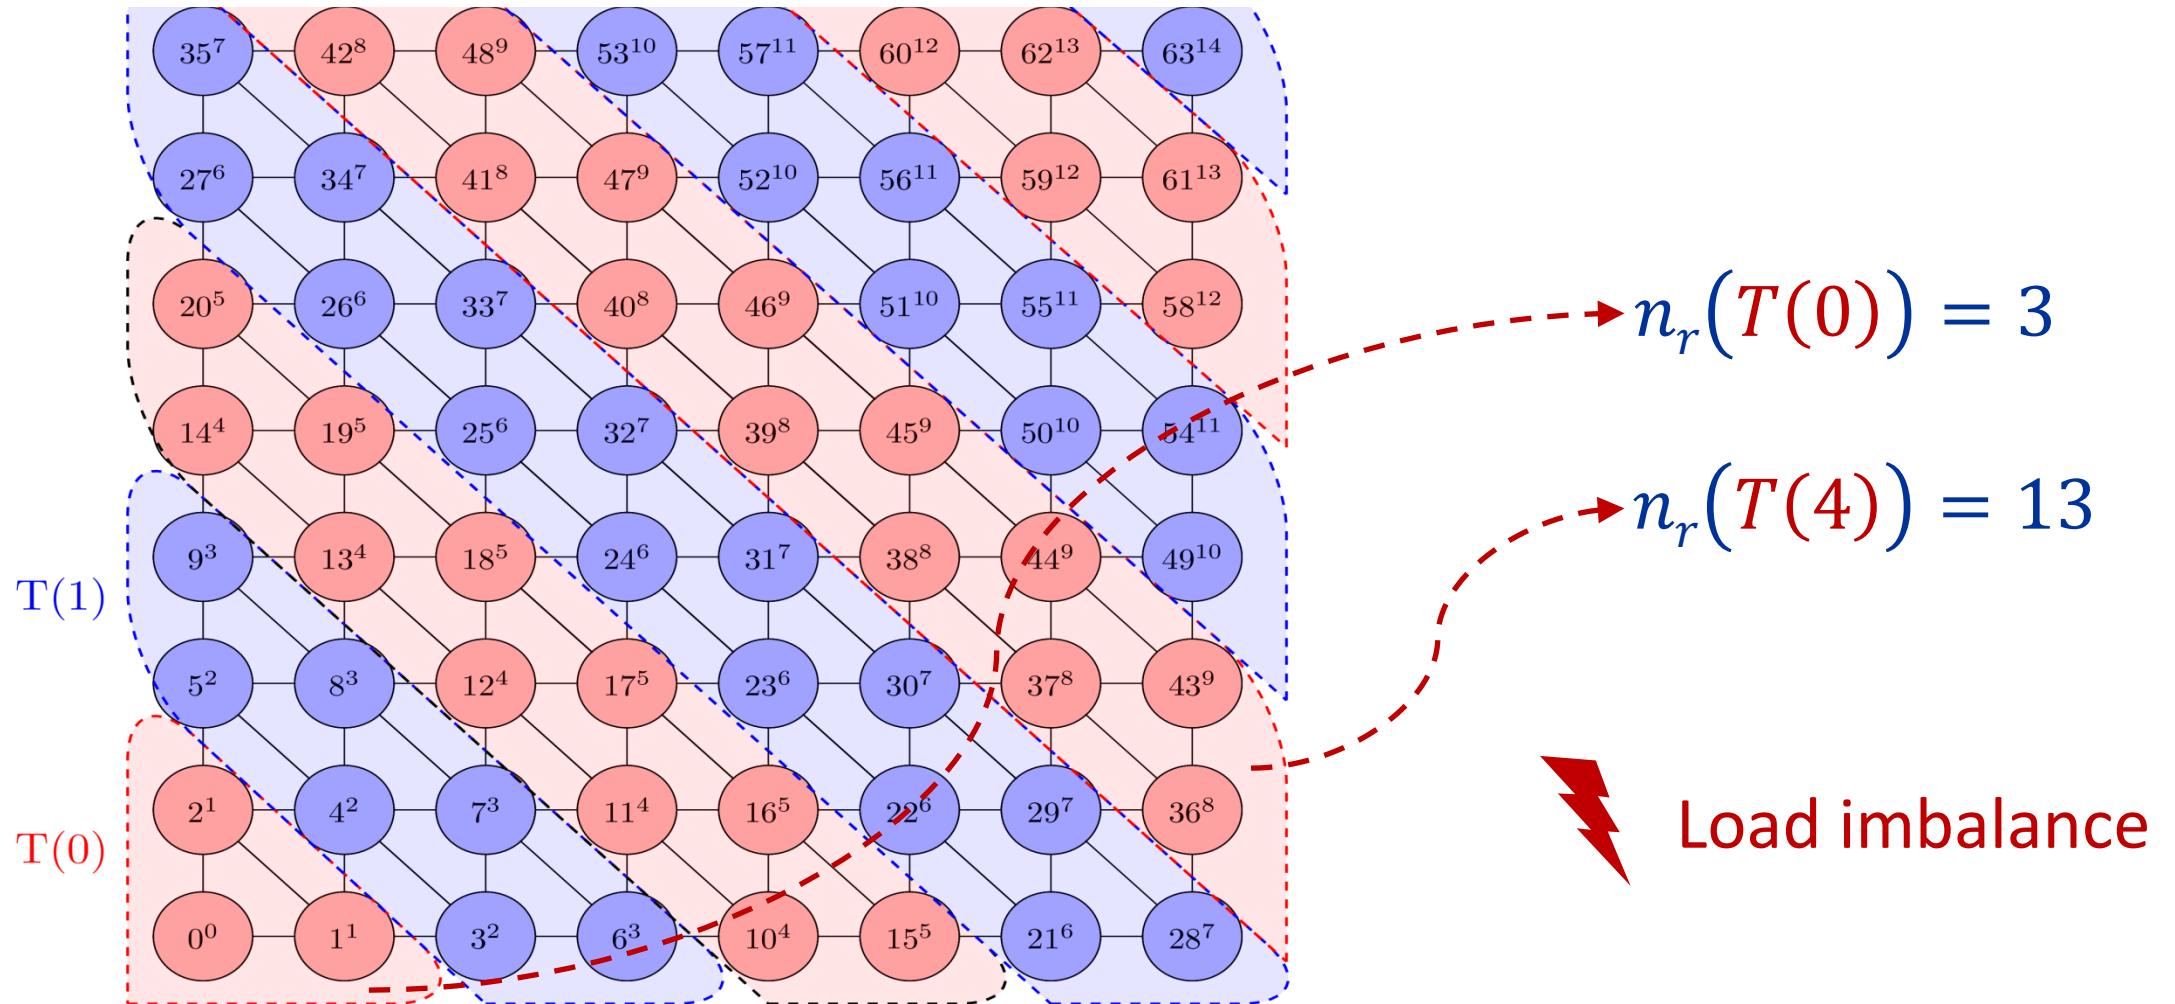 35⁷ 42⁸ 48⁹ 53¹⁰ 57¹¹ 60¹² 62¹³ 63¹⁴
27⁶ 34⁷ 41⁸ 47⁹ 52¹⁰ 56¹¹ 59¹² 61¹³
20⁵ 26⁶ 33⁷ 40⁸ 46⁹ 51¹⁰ 55¹¹ 58¹²
nᵣ(T(0)) = 3
14⁴ 19⁵ 25⁶ 32⁷ 39⁸ 45⁹ 50¹⁰ 54¹¹
nᵣ(T(4)) = 13
9³ 13⁴ 18⁵ 24⁶ 31⁷ 38⁸ 44⁹ 49¹⁰
T(1)
5² 8³ 12⁴ 17⁵ 23⁶ 30⁷ 37⁸ 43⁹
2¹ 4² 7³ 11⁴ 16⁵ 22⁶ 29⁷ 36⁸
Load imbalance
T(0)
0⁰ 1¹ 3² 6³ 10⁴ 15⁵ 21⁶ 28⁷